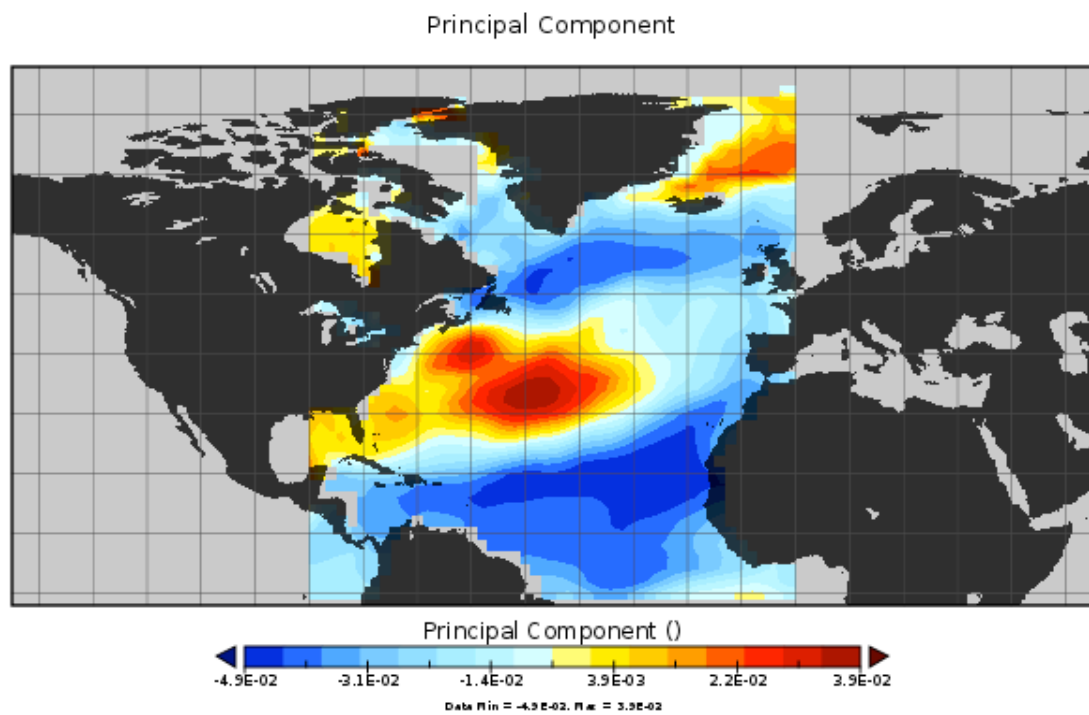 Principal Component
Principal Component ()
-4.9E-02 -3.1E-02 -1.4E-02 3.9E-03 2.2E-02 3.9E-02
Data Min = -4.9E-02, Max = 3.9E-02